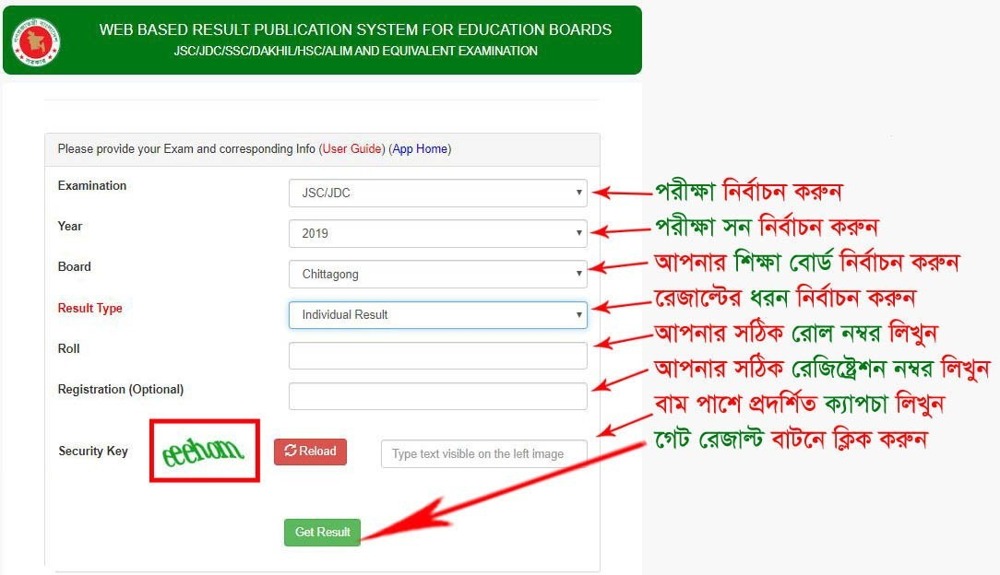 গণপ্রজাতন্ত্রী বাংলাদেশ
সরকার
WEB BASED RESULT PUBLICATION SYSTEM FOR EDUCATION BOARDS
JSC/JDC/SSC/DAKHIL/HSC/ALIM AND EQUIVALENT EXAMINATION
Please provide your Exam and corresponding Info (User Guide) (App Home)
Examination JSC/JDC
পরীক্ষা নির্বাচন করুন
Year 2019
পরীক্ষা সন নির্বাচন করুন
Board Chittagong
আপনার শিক্ষা বোর্ড নির্বাচন করুন
Result Type Individual Result
রেজাল্টের ধরন নির্বাচন করুন
Roll
আপনার সঠিক রোল নম্বর লিখুন
Registration (Optional)
আপনার সঠিক রেজিষ্ট্রেশন নম্বর লিখুন
Security Key eeehom Reload Type text visible on the left image
বাম পাশে প্রদর্শিত ক্যাপচা লিখুন
গেট রেজাল্ট বাটনে ক্লিক করুন
Get Result